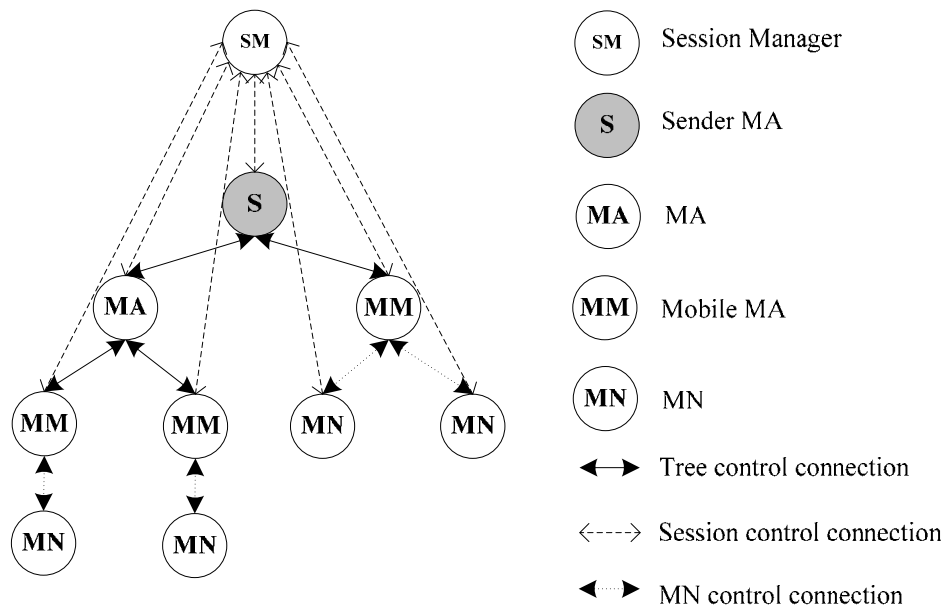 SM
S
MA
MM
MM
MM
MN
MN
MN
MN
SM Session Manager
S Sender MA
MA MA
MM Mobile MA
MN MN
Tree control connection
Session control connection
MN control connection